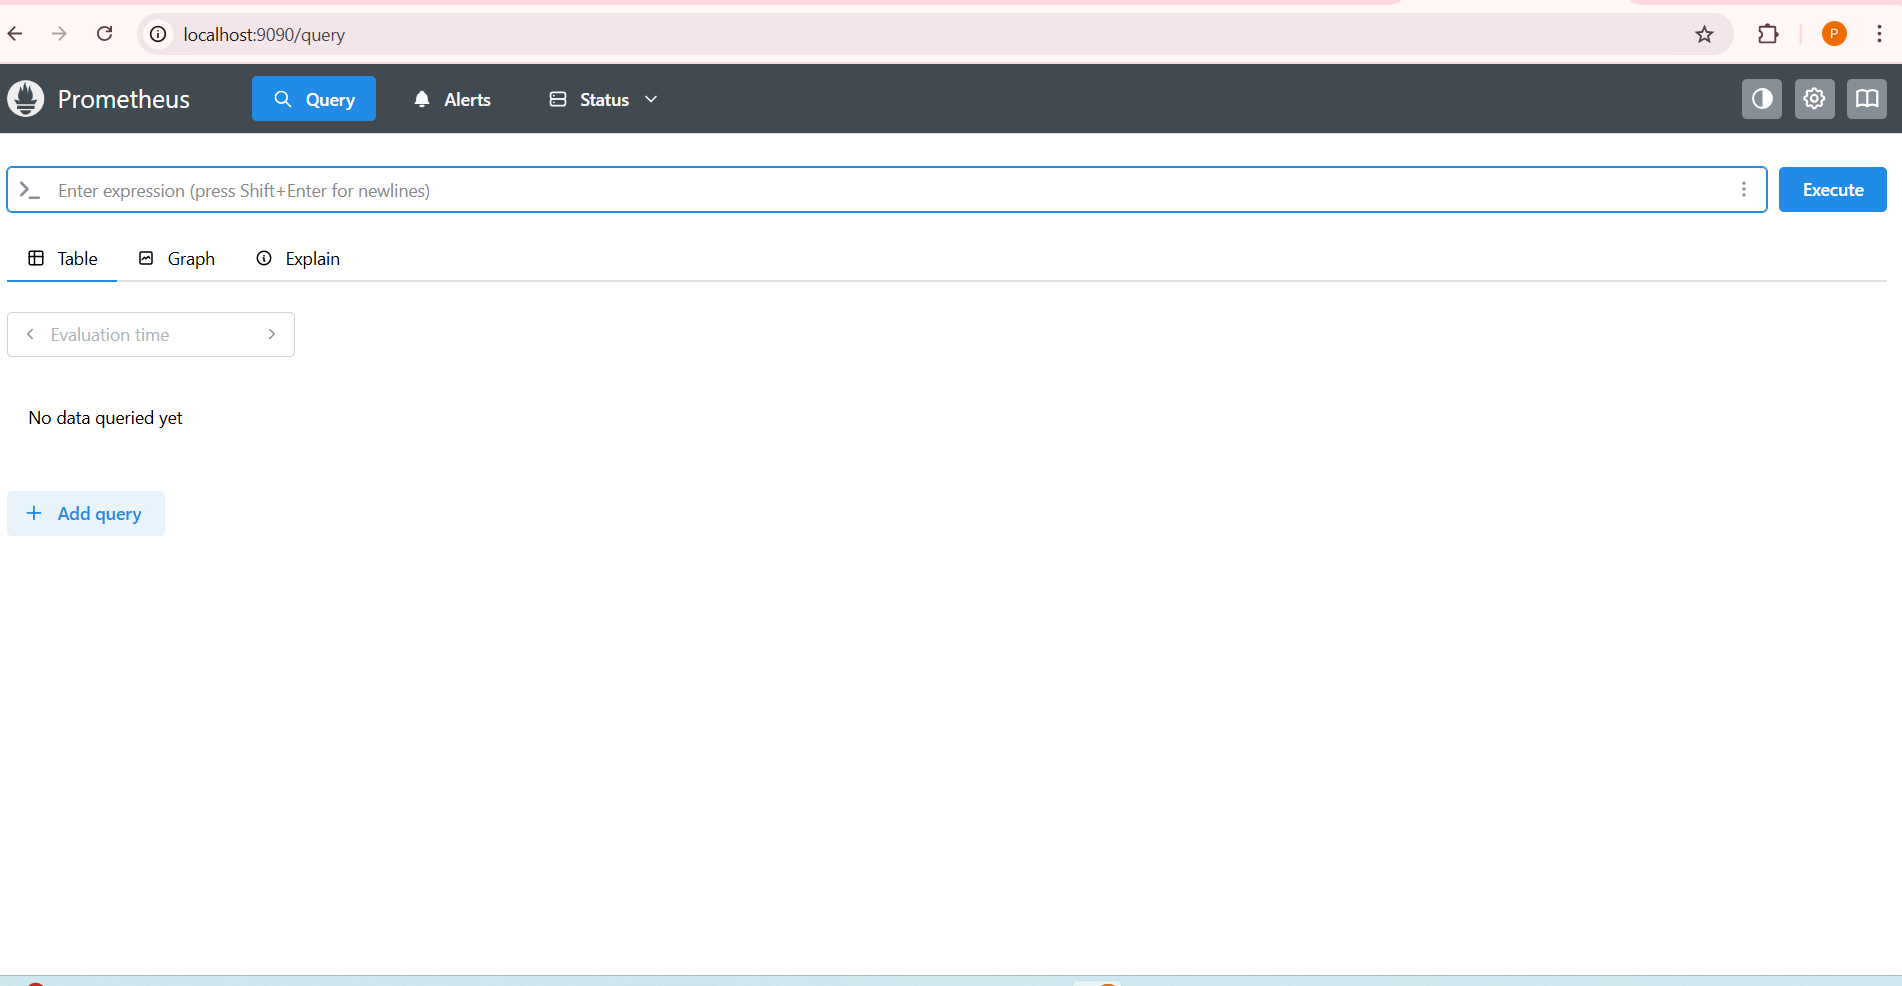 localhost:9090/query
P
Prometheus Query Alerts Status
>_ Enter expression (press Shift+Enter for newlines) Execute
Table Graph Explain
Evaluation time
No data queried yet
+ Add query